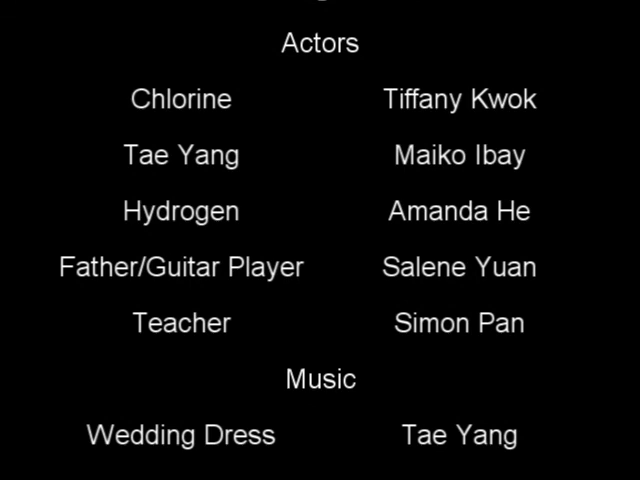 Actors
Chlorine Tiffany Kwok
Tae Yang Maiko Ibay
Hydrogen Amanda He
Father/Guitar Player Salene Yuan
Teacher Simon Pan
Music
Wedding Dress Tae Yang